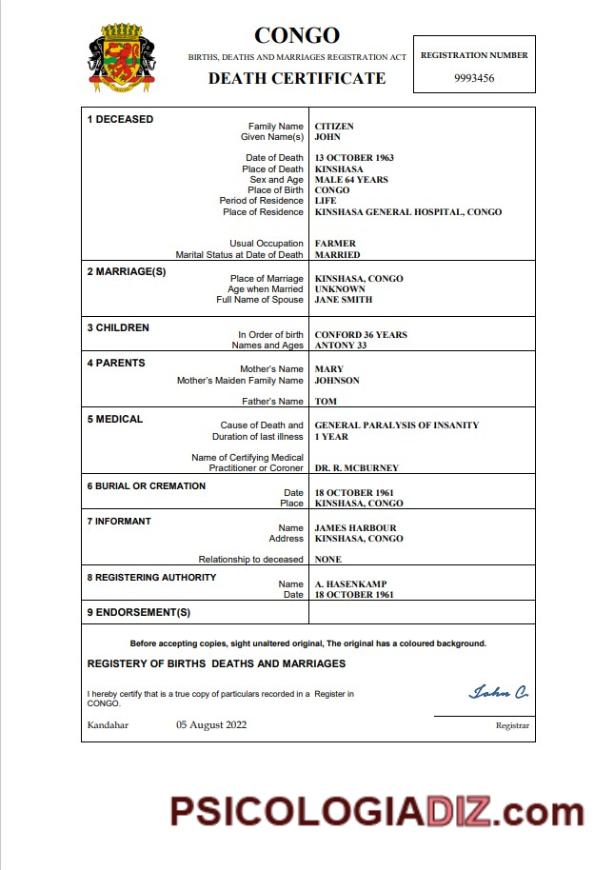 CONGO
BIRTHS, DEATHS AND MARRIAGES REGISTRATION ACT
DEATH CERTIFICATE
REGISTRATION NUMBER
9993456
1 DECEASED
Family Name CITIZEN
Given Name(s) JOHN
Date of Death 13 OCTOBER 1963
Place of Death KINSHASA
Sex and Age MALE 64 YEARS
Place of Birth CONGO
Period of Residence LIFE
Place of Residence KINSHASA GENERAL HOSPITAL, CONGO
Usual Occupation FARMER
Marital Status at Date of Death MARRIED
2 MARRIAGE(S)
Place of Marriage KINSHASA, CONGO
Age when Married UNKNOWN
Full Name of Spouse JANE SMITH
3 CHILDREN
In Order of birth CONFORD 36 YEARS
Names and Ages ANTONY 33
4 PARENTS
Mother's Name MARY
Mother's Maiden Family Name JOHNSON
Father's Name TOM
5 MEDICAL
Cause of Death and GENERAL PARALYSIS OF INSANITY
Duration of last illness 1 YEAR
Name of Certifying Medical
Practitioner or Coroner DR. R. MCBURNEY
6 BURIAL OR CREMATION
Date 18 OCTOBER 1961
Place KINSHASA, CONGO
7 INFORMANT
Name JAMES HARBOUR
Address KINSHASA, CONGO
Relationship to deceased NONE
8 REGISTERING AUTHORITY
Name A. HASENKAMP
Date 18 OCTOBER 1961
9 ENDORSEMENT(S)
Before accepting copies, sight unaltered original, The original has a coloured background.
REGISTERY OF BIRTHS DEATHS AND MARRIAGES
I hereby certify that is a true copy of particulars recorded in a Register in
CONGO.
John C.
Kandahar 05 August 2022 Registrar
PSICOLOGIADIZ.com